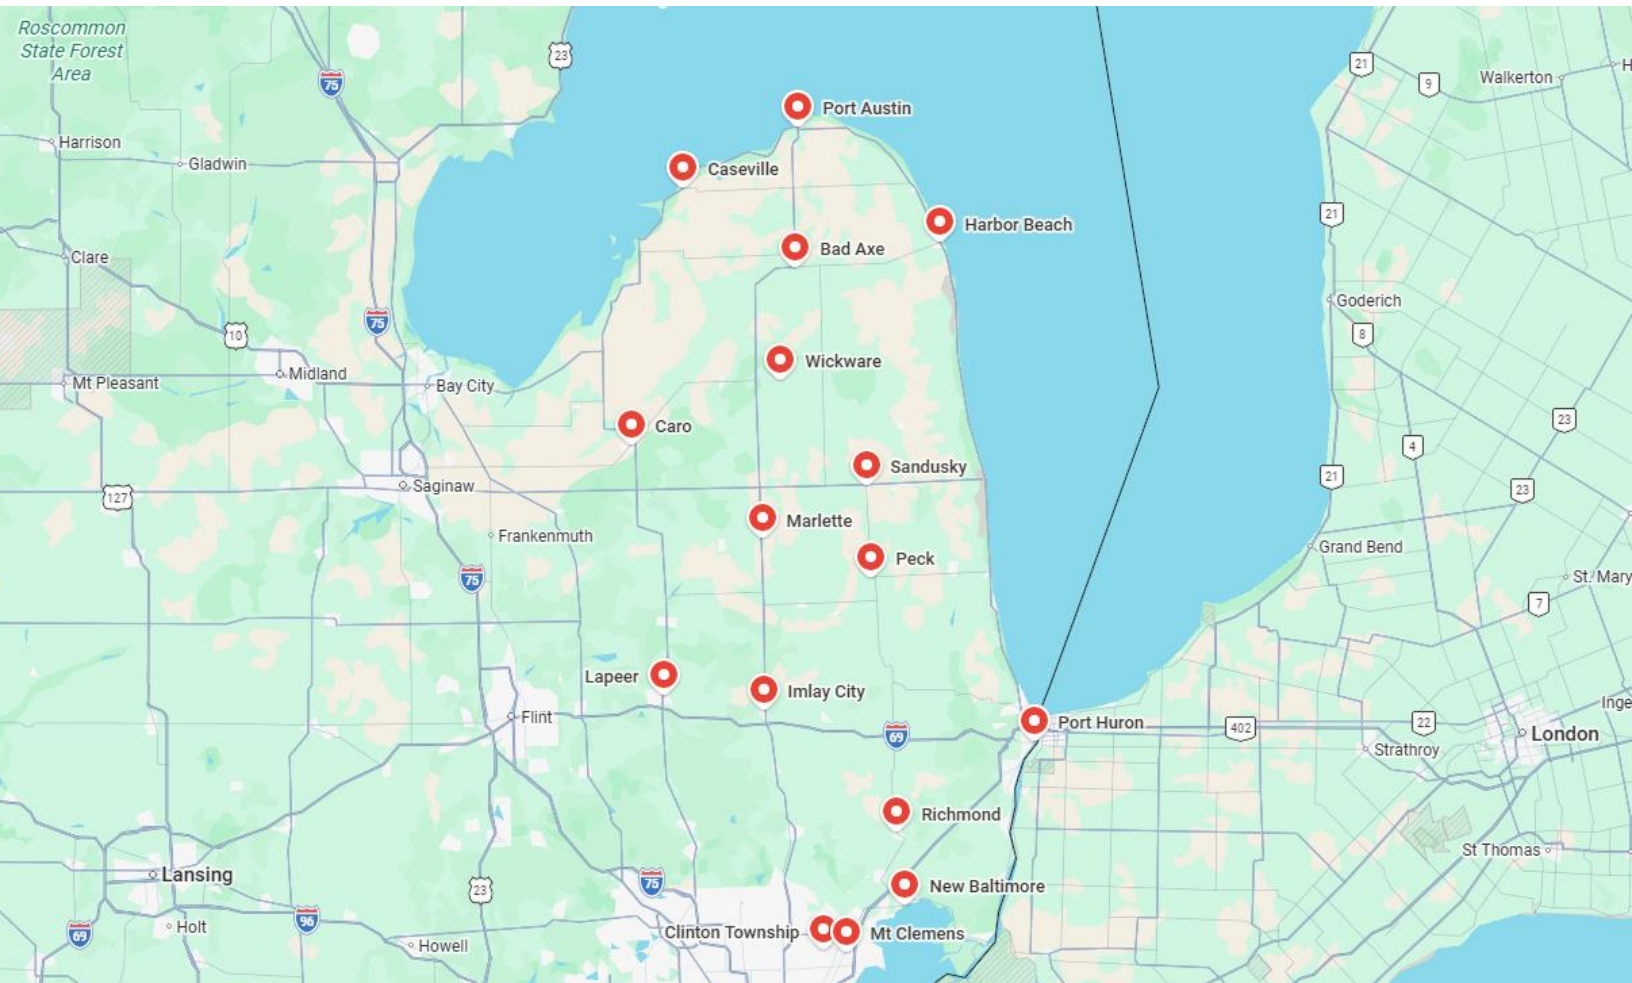 Roscommon
State Forest
Area
23
75
21
9
Walkerton
H
Port Austin
Harrison
Gladwin
Caseville
21
Harbor Beach
Bad Axe
Clare
Goderich
75
10
8
Wickware
Midland
Mt Pleasant
Bay City
Caro
23
4
Sandusky
21
Saginaw
23
127
Marlette
Frankenmuth
Grand Bend
Peck
75
St. Mary
7
Lapeer
Imlay City
Inge
Flint
Port Huron
402
22
69
London
Strathroy
Richmond
St Thomas
Lansing
75
23
New Baltimore
96
Holt
69
Clinton Township
Mt Clemens
Howell